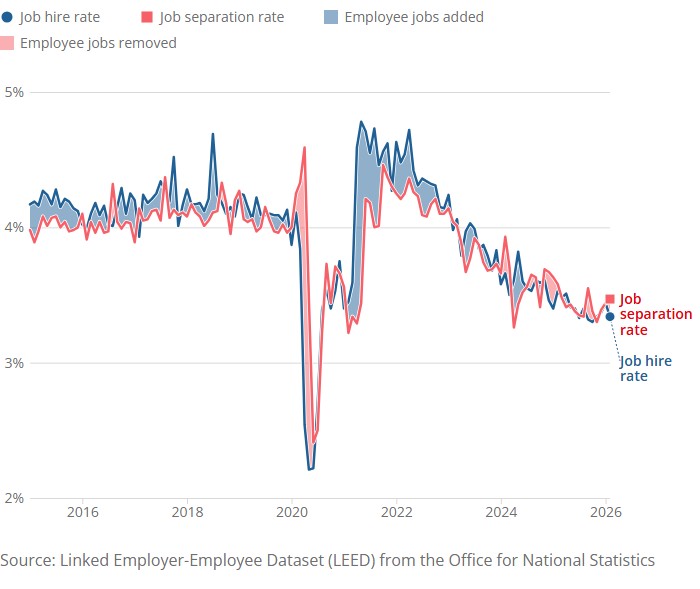 Job hire rate Job separation rate Employee jobs added
Employee jobs removed
5%
4%
3%
2%
Job
separation
rate
Job hire
rate
2016 2018 2020 2022 2024 2026
Source: Linked Employer-Employee Dataset (LEED) from the Office for National Statistics